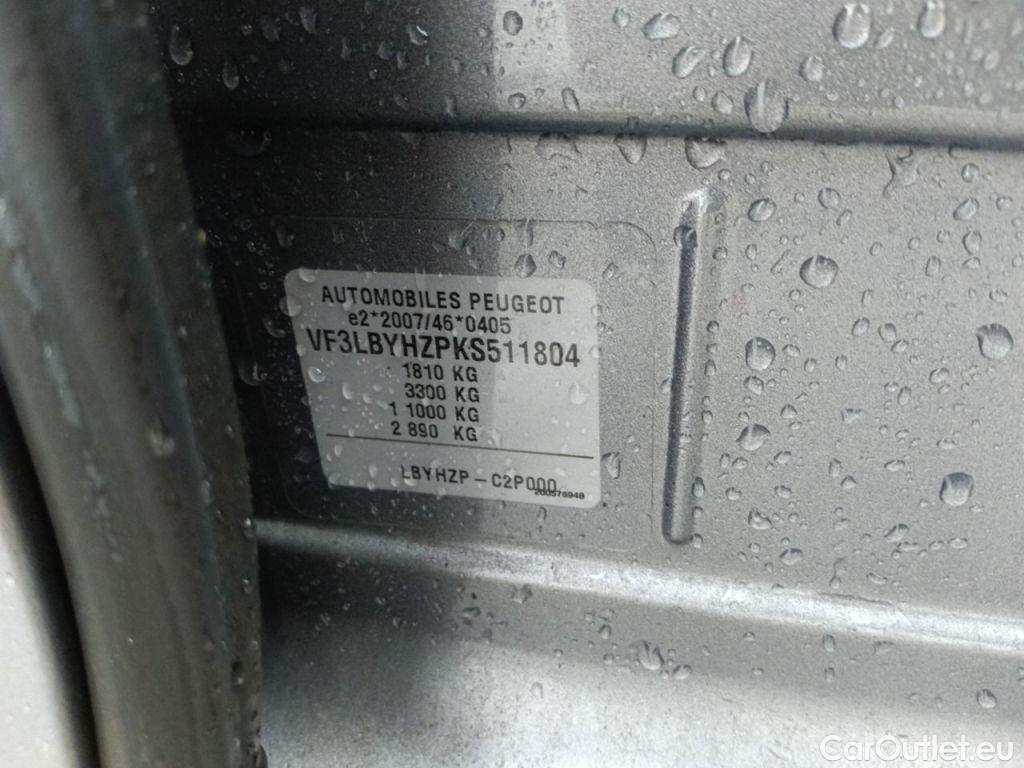 AUTOMOBILES PEUGEOT
e2*2007/46*0405
VF3LBYHZPKS511804
1810 KG
3300 KG
1 1000 KG
2 890 KG
LBYHZP - C2P000
200578948
CarOutlet.eu